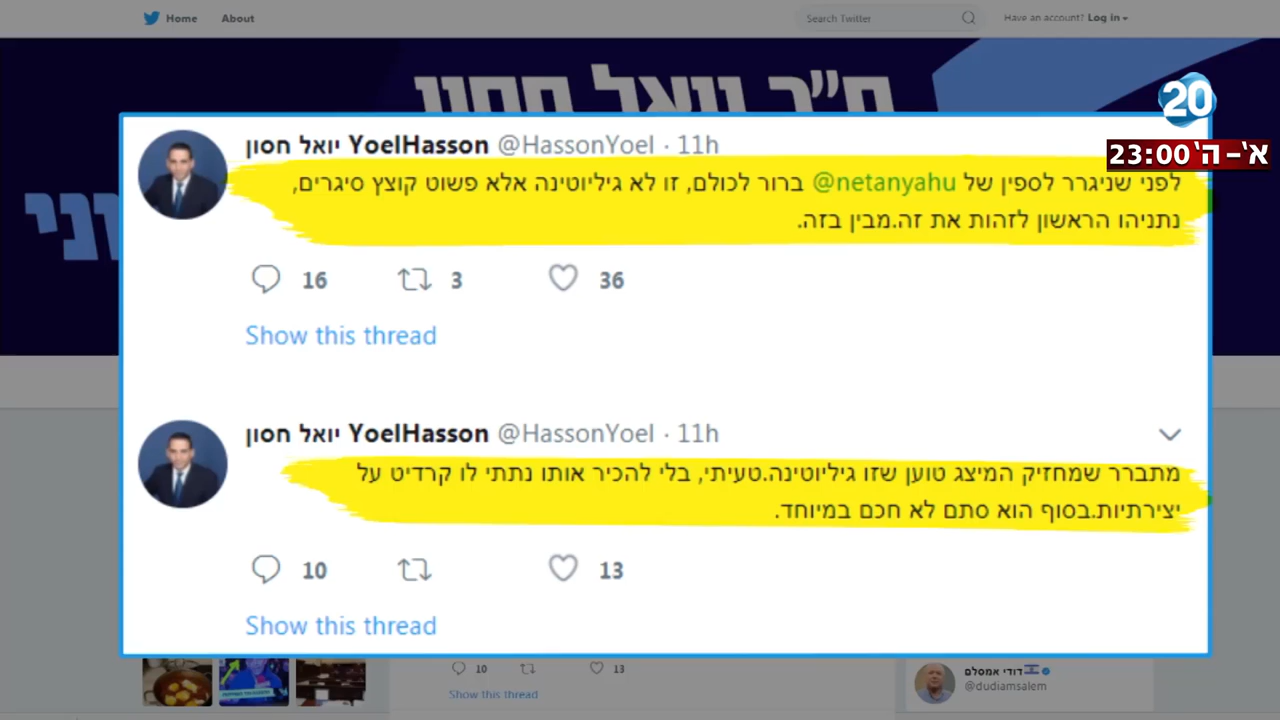 Home About Search Twitter Have an account? Log in
ח"כ יואל חסון
20
א'-ה' 23:00
יואל חסון YoelHasson @HassonYoel · 11h
לפני שניגרר לספין של @netanyahu ברור לכולם, זו לא גיליוטינה אלא פשוט קוצץ סיגרים,
נתניהו הראשון לזהות את זה.מבין בזה.
16 3 36
Show this thread
יואל חסון YoelHasson @HassonYoel · 11h
מתברר שמחזיק המיצג טוען שזו גיליוטינה.טעיתי, בלי להכיר אותו נתתי לו קרדיט על
יצירתיות.בסוף הוא סתם לא חכם במיוחד.
10 13
Show this thread
10 13
Show this thread
דודי אמסלם
@dudiamsalem